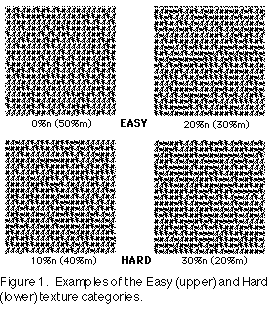 0%n (50%m) EASY 20%n (30%m)
10%n (40%m) HARD 30%n (20%m)
Figure 1. Examples of the Easy (upper) and Hard
(lower) texture categories.